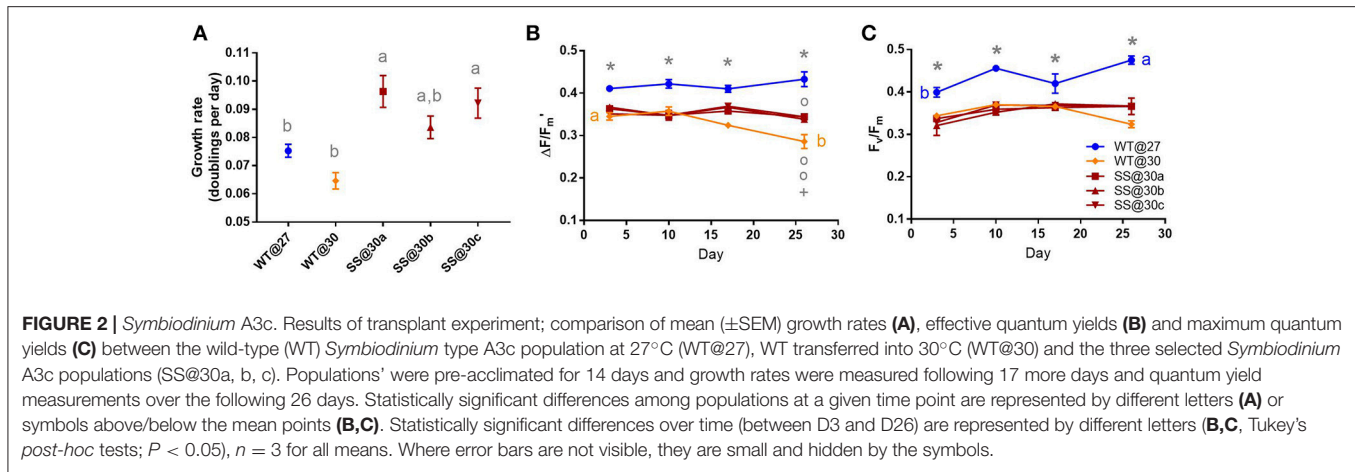 A
Growth rate
(doublings per day)
0.11
0.10
0.09
0.08
0.07
0.06
0.05
b
b
a
a,b
a
WT@27
WT@30
SS@30a
SS@30b
SS@30c
B
ΔF/Fm'
0.5
0.4
0.3
0.2
0.1
* * * *
a
b
o
o
o
+
0 5 10 15 20 25 30
Day
C
Fv/Fm
0.5
0.4
0.3
0.2
0.1
* * * *
b
a
WT@27
WT@30
SS@30a
SS@30b
SS@30c
0 5 10 15 20 25 30
Day
FIGURE 2 | Symbiodinium A3c. Results of transplant experiment; comparison of mean (±SEM) growth rates (A), effective quantum yields (B) and maximum quantum
yields (C) between the wild-type (WT) Symbiodinium type A3c population at 27°C (WT@27), WT transferred into 30°C (WT@30) and the three selected Symbiodinium
A3c populations (SS@30a, b, c). Populations' were pre-acclimated for 14 days and growth rates were measured following 17 more days and quantum yield
measurements over the following 26 days. Statistically significant differences among populations at a given time point are represented by different letters (A) or
symbols above/below the mean points (B,C). Statistically significant differences over time (between D3 and D26) are represented by different letters (B,C, Tukey's
post-hoc tests; P < 0.05), n = 3 for all means. Where error bars are not visible, they are small and hidden by the symbols.